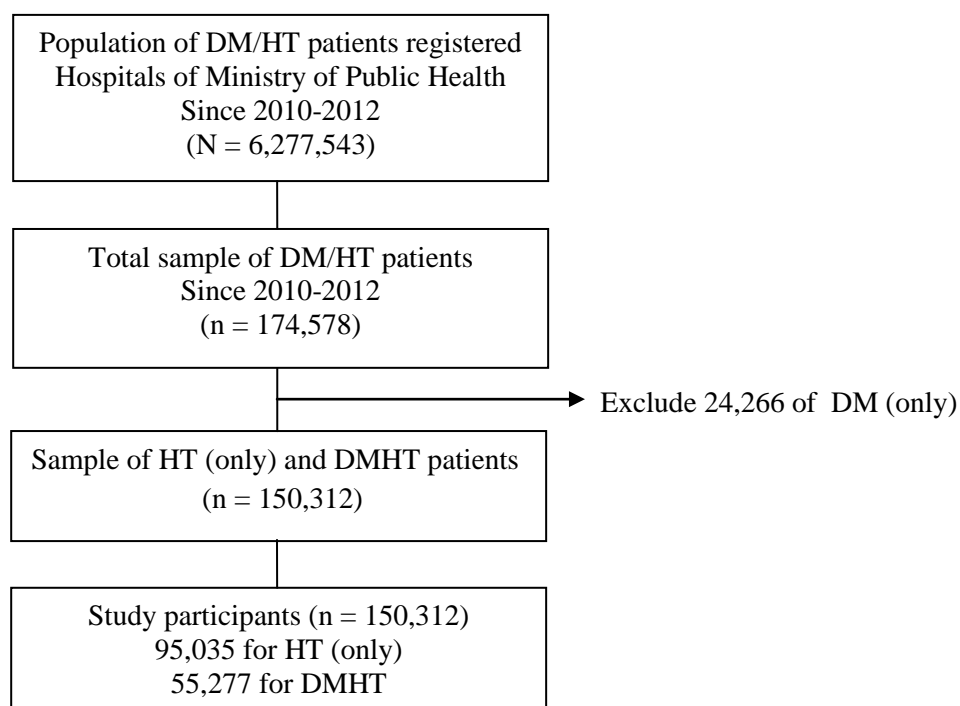 Population of DM/HT patients registered
Hospitals of Ministry of Public Health
Since 2010-2012
(N = 6,277,543)
Total sample of DM/HT patients
Since 2010-2012
(n = 174,578)
Exclude 24,266 of DM (only)
Sample of HT (only) and DMHT patients
(n = 150,312)
Study participants (n = 150,312)
95,035 for HT (only)
55,277 for DMHT